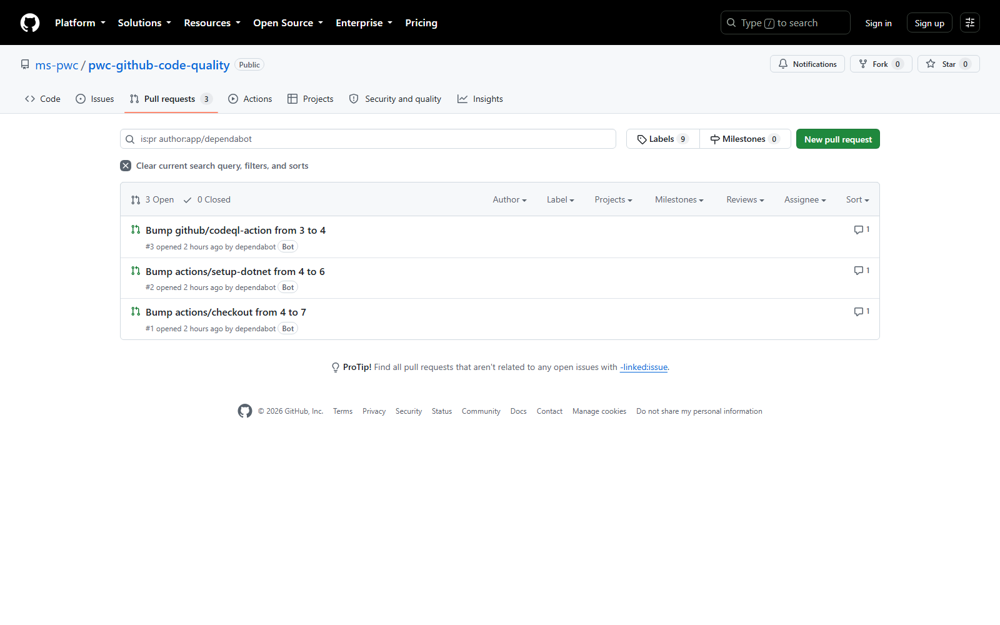 Platform Solutions Resources Open Source Enterprise Pricing Type / to search Sign in Sign up
ms-pwc / pwc-github-code-quality Public Notifications Fork 0 Star 0
Code Issues Pull requests 3 Actions Projects Security and quality Insights
is:pr author:app/dependabot Labels 9 Milestones 0 New pull request
Clear current search query, filters, and sorts
3 Open 0 Closed Author Label Projects Milestones Reviews Assignee Sort
Bump github/codeql-action from 3 to 4 1
#3 opened 2 hours ago by dependabot Bot
Bump actions/setup-dotnet from 4 to 6 1
#2 opened 2 hours ago by dependabot Bot
Bump actions/checkout from 4 to 7 1
#1 opened 2 hours ago by dependabot Bot
ProTip! Find all pull requests that aren't related to any open issues with -linked:issue.
© 2026 GitHub, Inc. Terms Privacy Security Status Community Docs Contact Manage cookies Do not share my personal information